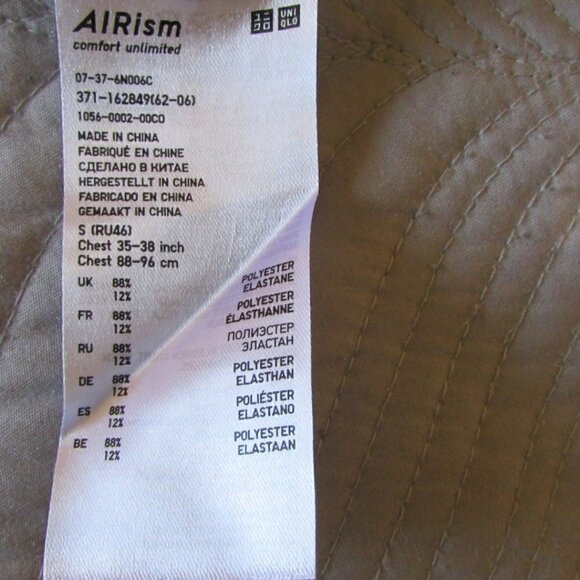 AIRism
comfort unlimited
ユニクロ
UNIQLO
07-37-6N006C
371-162849(62-06)
1056-0002-00C0
MADE IN CHINA
FABRIQUÉ EN CHINE
СДЕЛАНО В КИТАЕ
HERGESTELLT IN CHINA
FABRICADO EN CHINA
GEMAAKT IN CHINA
S (RU46)
Chest 35-38 inch
Chest 88-96 cm
UK 88% POLYESTER
12% ELASTANE
FR 88% POLYESTER
12% ÉLASTHANNE
RU 88% ПОЛИЭСТЕР
12% ЭЛАСТАН
DE 88% POLYESTER
12% ELASTHAN
ES 88% POLIÉSTER
12% ELASTANO
BE 88% POLYESTER
12% ELASTAAN